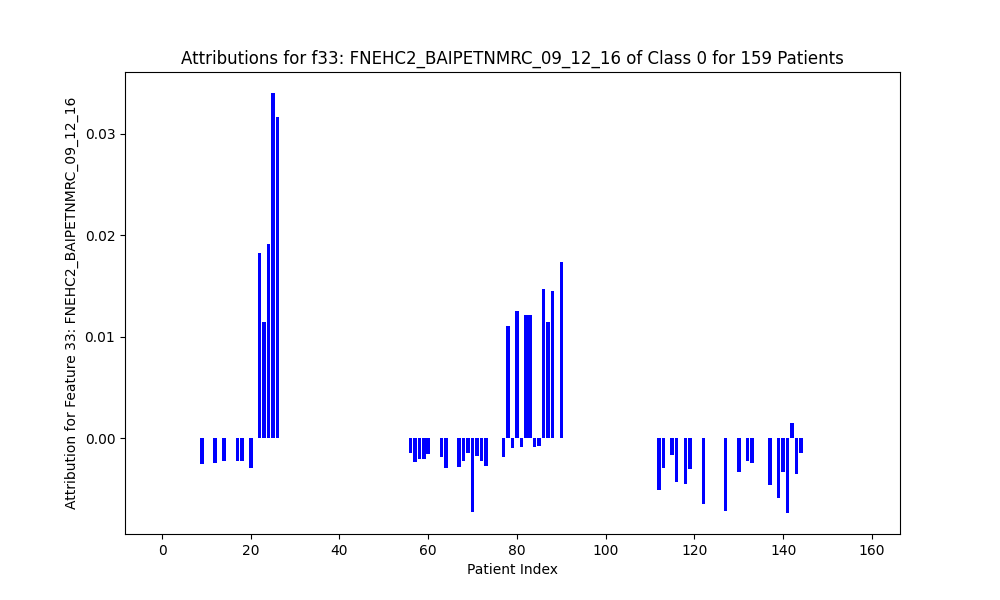 Attributions for f33: FNEHC2_BAIPETNMRC_09_12_16 of Class 0 for 159 Patients
Attribution for Feature 33: FNEHC2_BAIPETNMRC_09_12_16
0.03
0.02
0.01
0.00
0 20 40 60 80 100 120 140 160
Patient Index